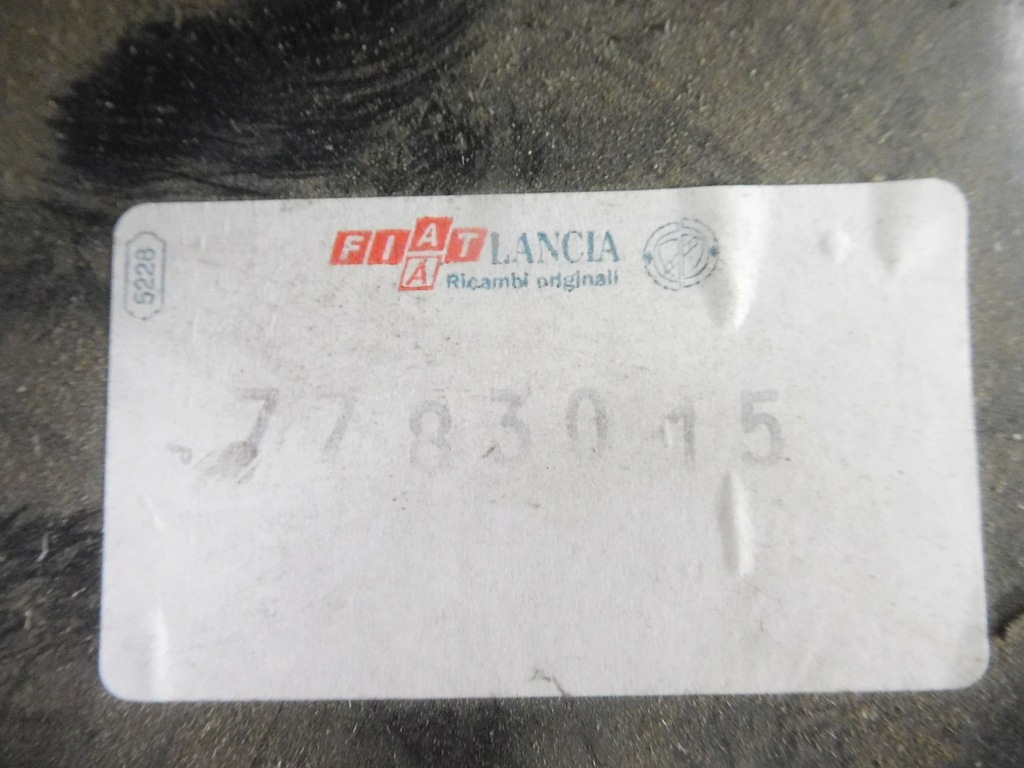 FIAT LANCIA
A Ricambi originali
5228
7783015